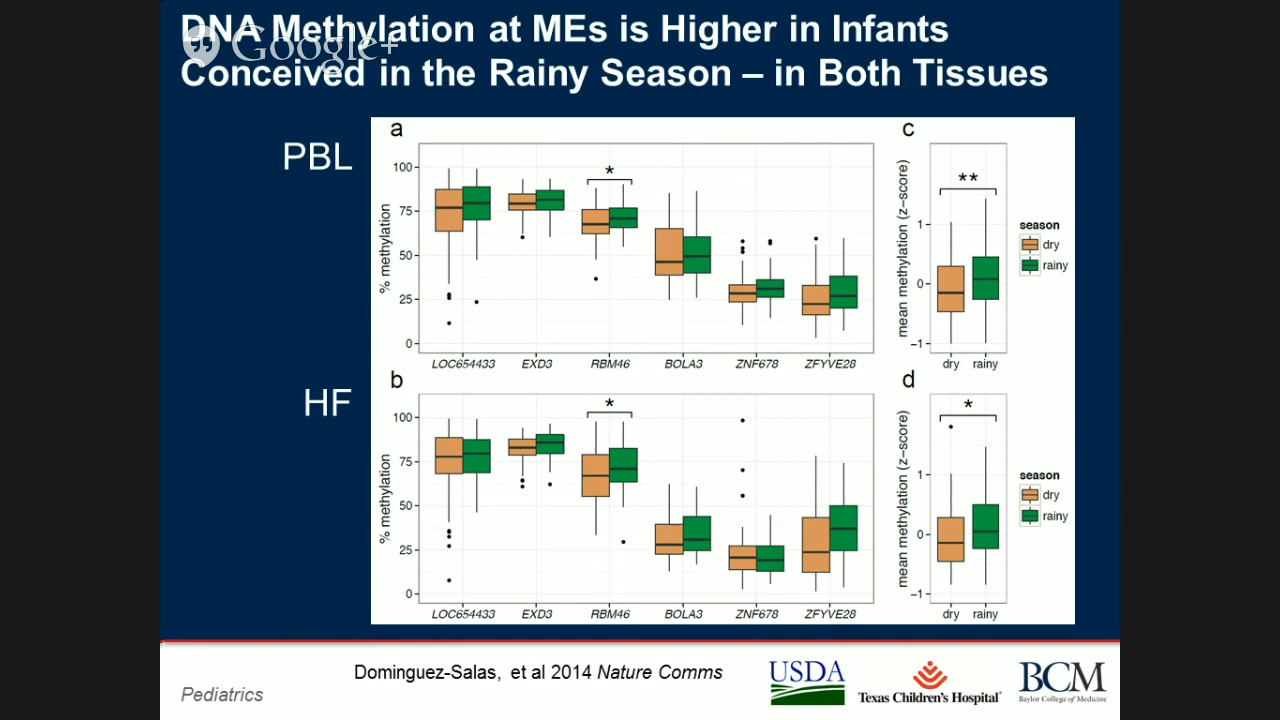 DNA Methylation at MEs is Higher in Infants
Google+
Conceived in the Rainy Season – in Both Tissues
PBL
a
% methylation
100
75
50
25
0
*
LOC654433 EXD3 RBM46 BOLA3 ZNF678 ZFYVE28
c
mean methylation (z−score)
1
0
−1
**
dry rainy
season
dry
rainy
HF
b
% methylation
100
75
50
25
0
*
LOC654433 EXD3 RBM46 BOLA3 ZNF678 ZFYVE28
d
mean methylation (z−score)
1
0
−1
*
dry rainy
season
dry
rainy
Dominguez-Salas, et al 2014 Nature Comms
Pediatrics
USDA
Texas Children's Hospital
BCM
Baylor College of Medicine